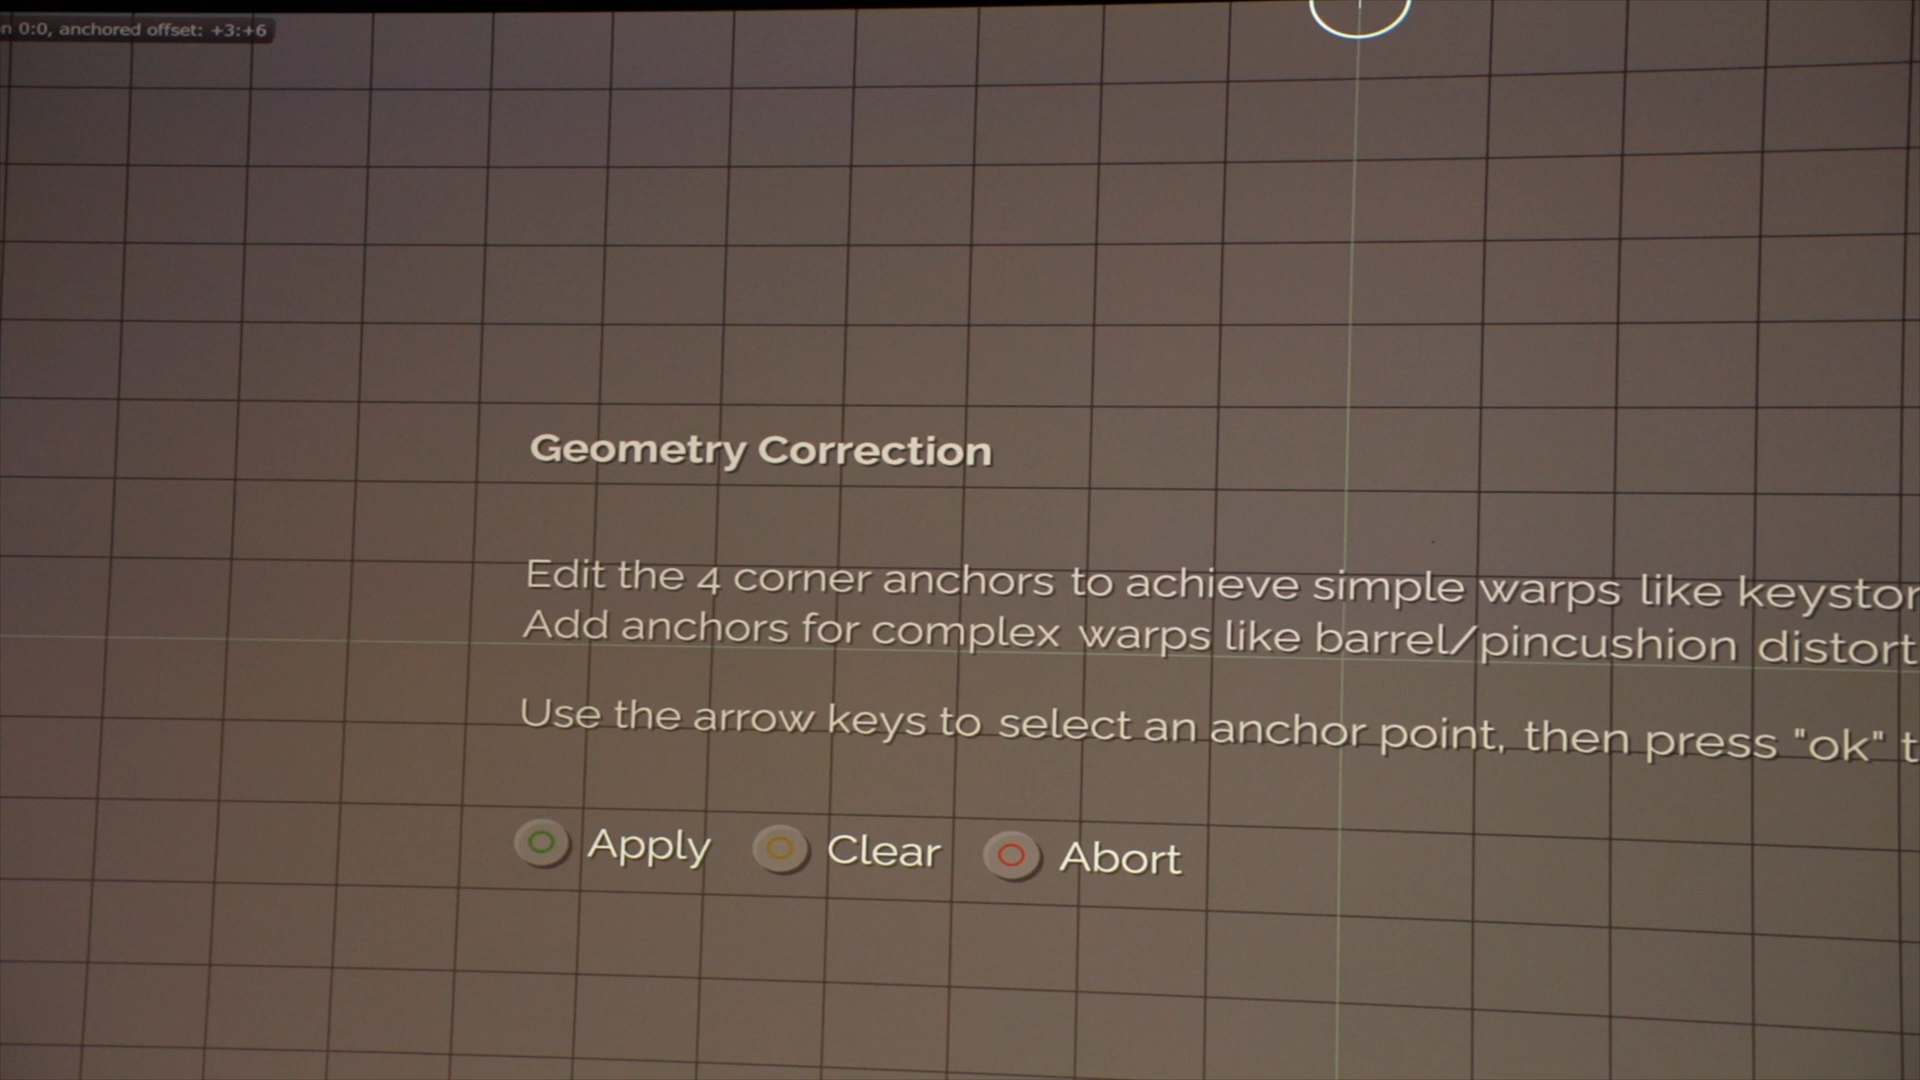 0:0, anchored offset: +3:+6
Geometry Correction
Edit the 4 corner anchors to achieve simple warps like
Add anchors for complex warps like barrel/pincushion
Use the arrow keys to select an anchor point, then press "ok"
Apply Clear Abort